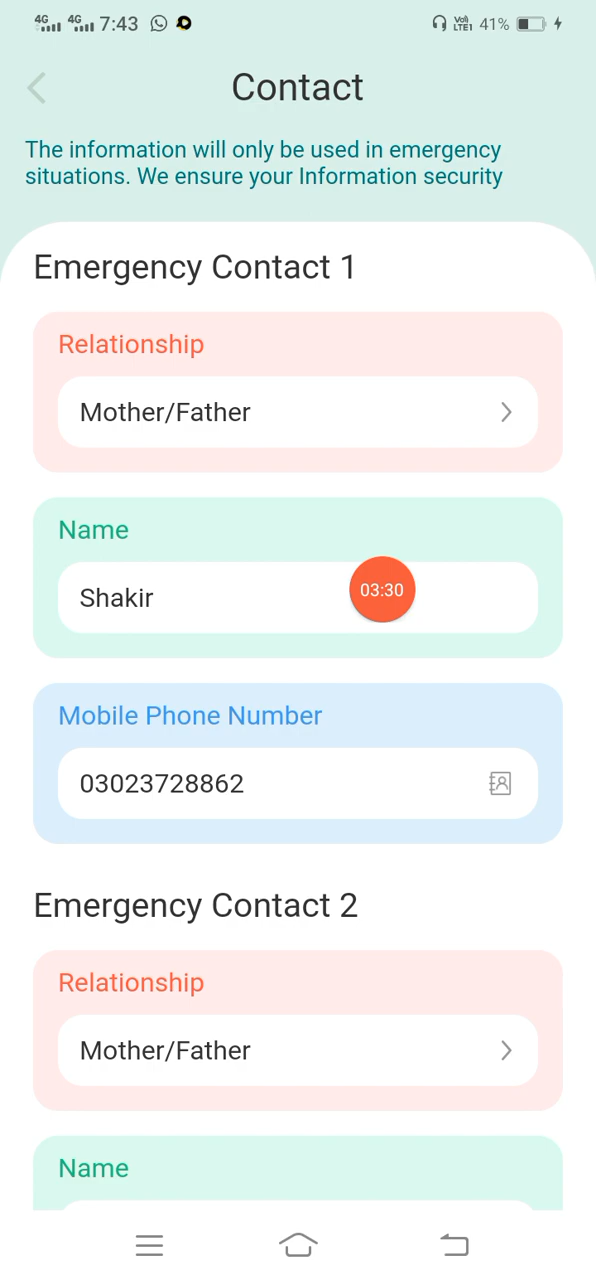 4G 4G 7:43 VoIP LTE1 41%
Contact
The information will only be used in emergency
situations. We ensure your Information security
Emergency Contact 1
Relationship
Mother/Father
Name
Shakir
03:30
Mobile Phone Number
03023728862
Emergency Contact 2
Relationship
Mother/Father
Name